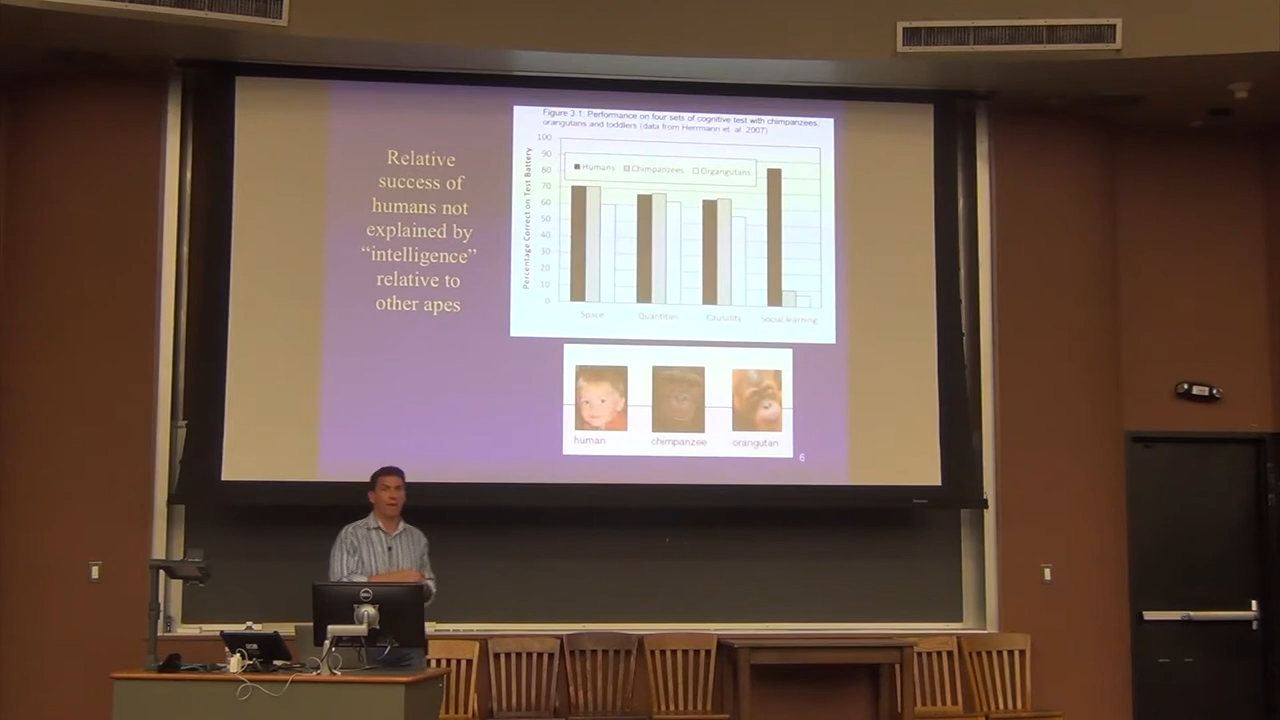 Relative
success of
humans not
explained by
“intelligence”
relative to
other apes
Figure 3.1: Performance on four sets of cognitive test with chimpanzees,
orangutans and toddlers (data from Herrmann et. al. 2007)
Percentage Correct on Test Battery
100
90
80
70
60
50
40
30
20
10
0
Humans Chimpanzees Organgutans
Space Quantities Causality Social learning
human chimpanzee orangutan
6
DELL